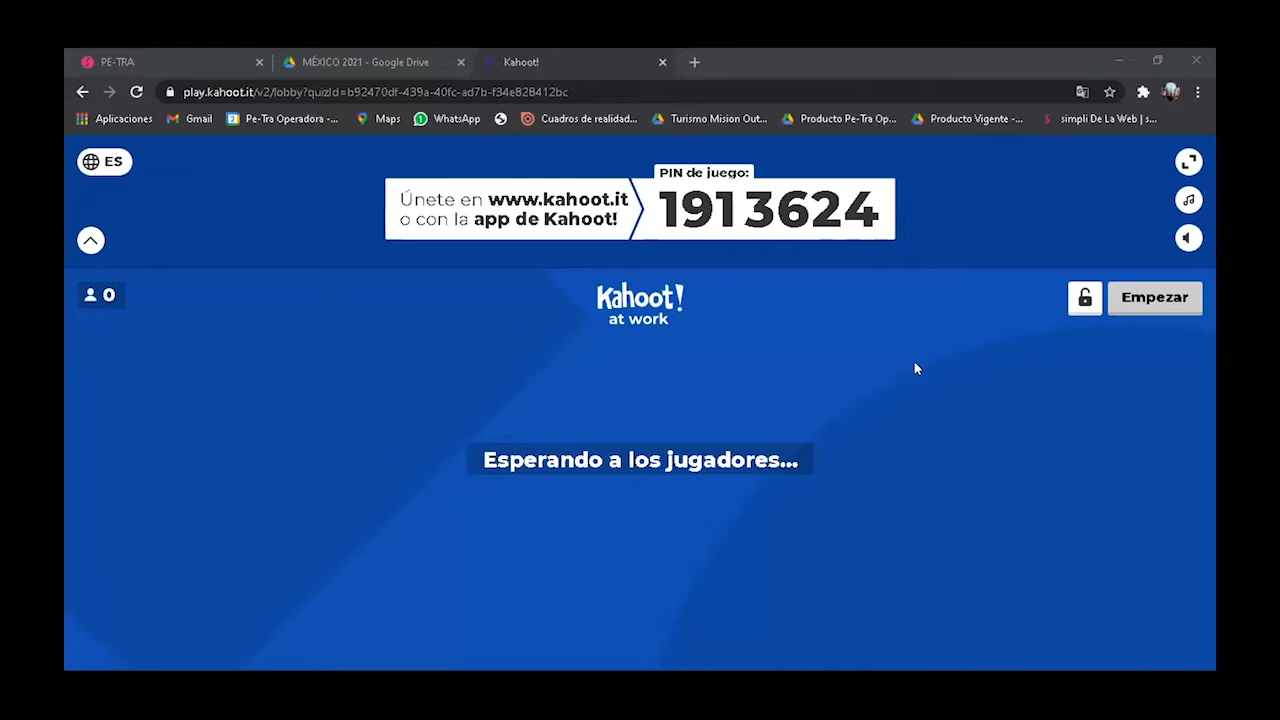 PE-TRA
MÉXICO 2021 - Google Drive
Kahoot!
play.kahoot.it/v2/lobby?quizId=b92470df-439a-40fc-ad7b-f34e828412bc
Aplicaciones
Gmail
Pe-Tra Operadora -...
Maps
WhatsApp
Cuadros de realidad...
Turismo Mision Out...
Producto Pe-Tra Op...
Producto Vigente -...
simpli De La Web | s...
ES
Únete en www.kahoot.it
o con la app de Kahoot!
PIN de juego:
1913624
0
Kahoot!
at work
Empezar
Esperando a los jugadores...